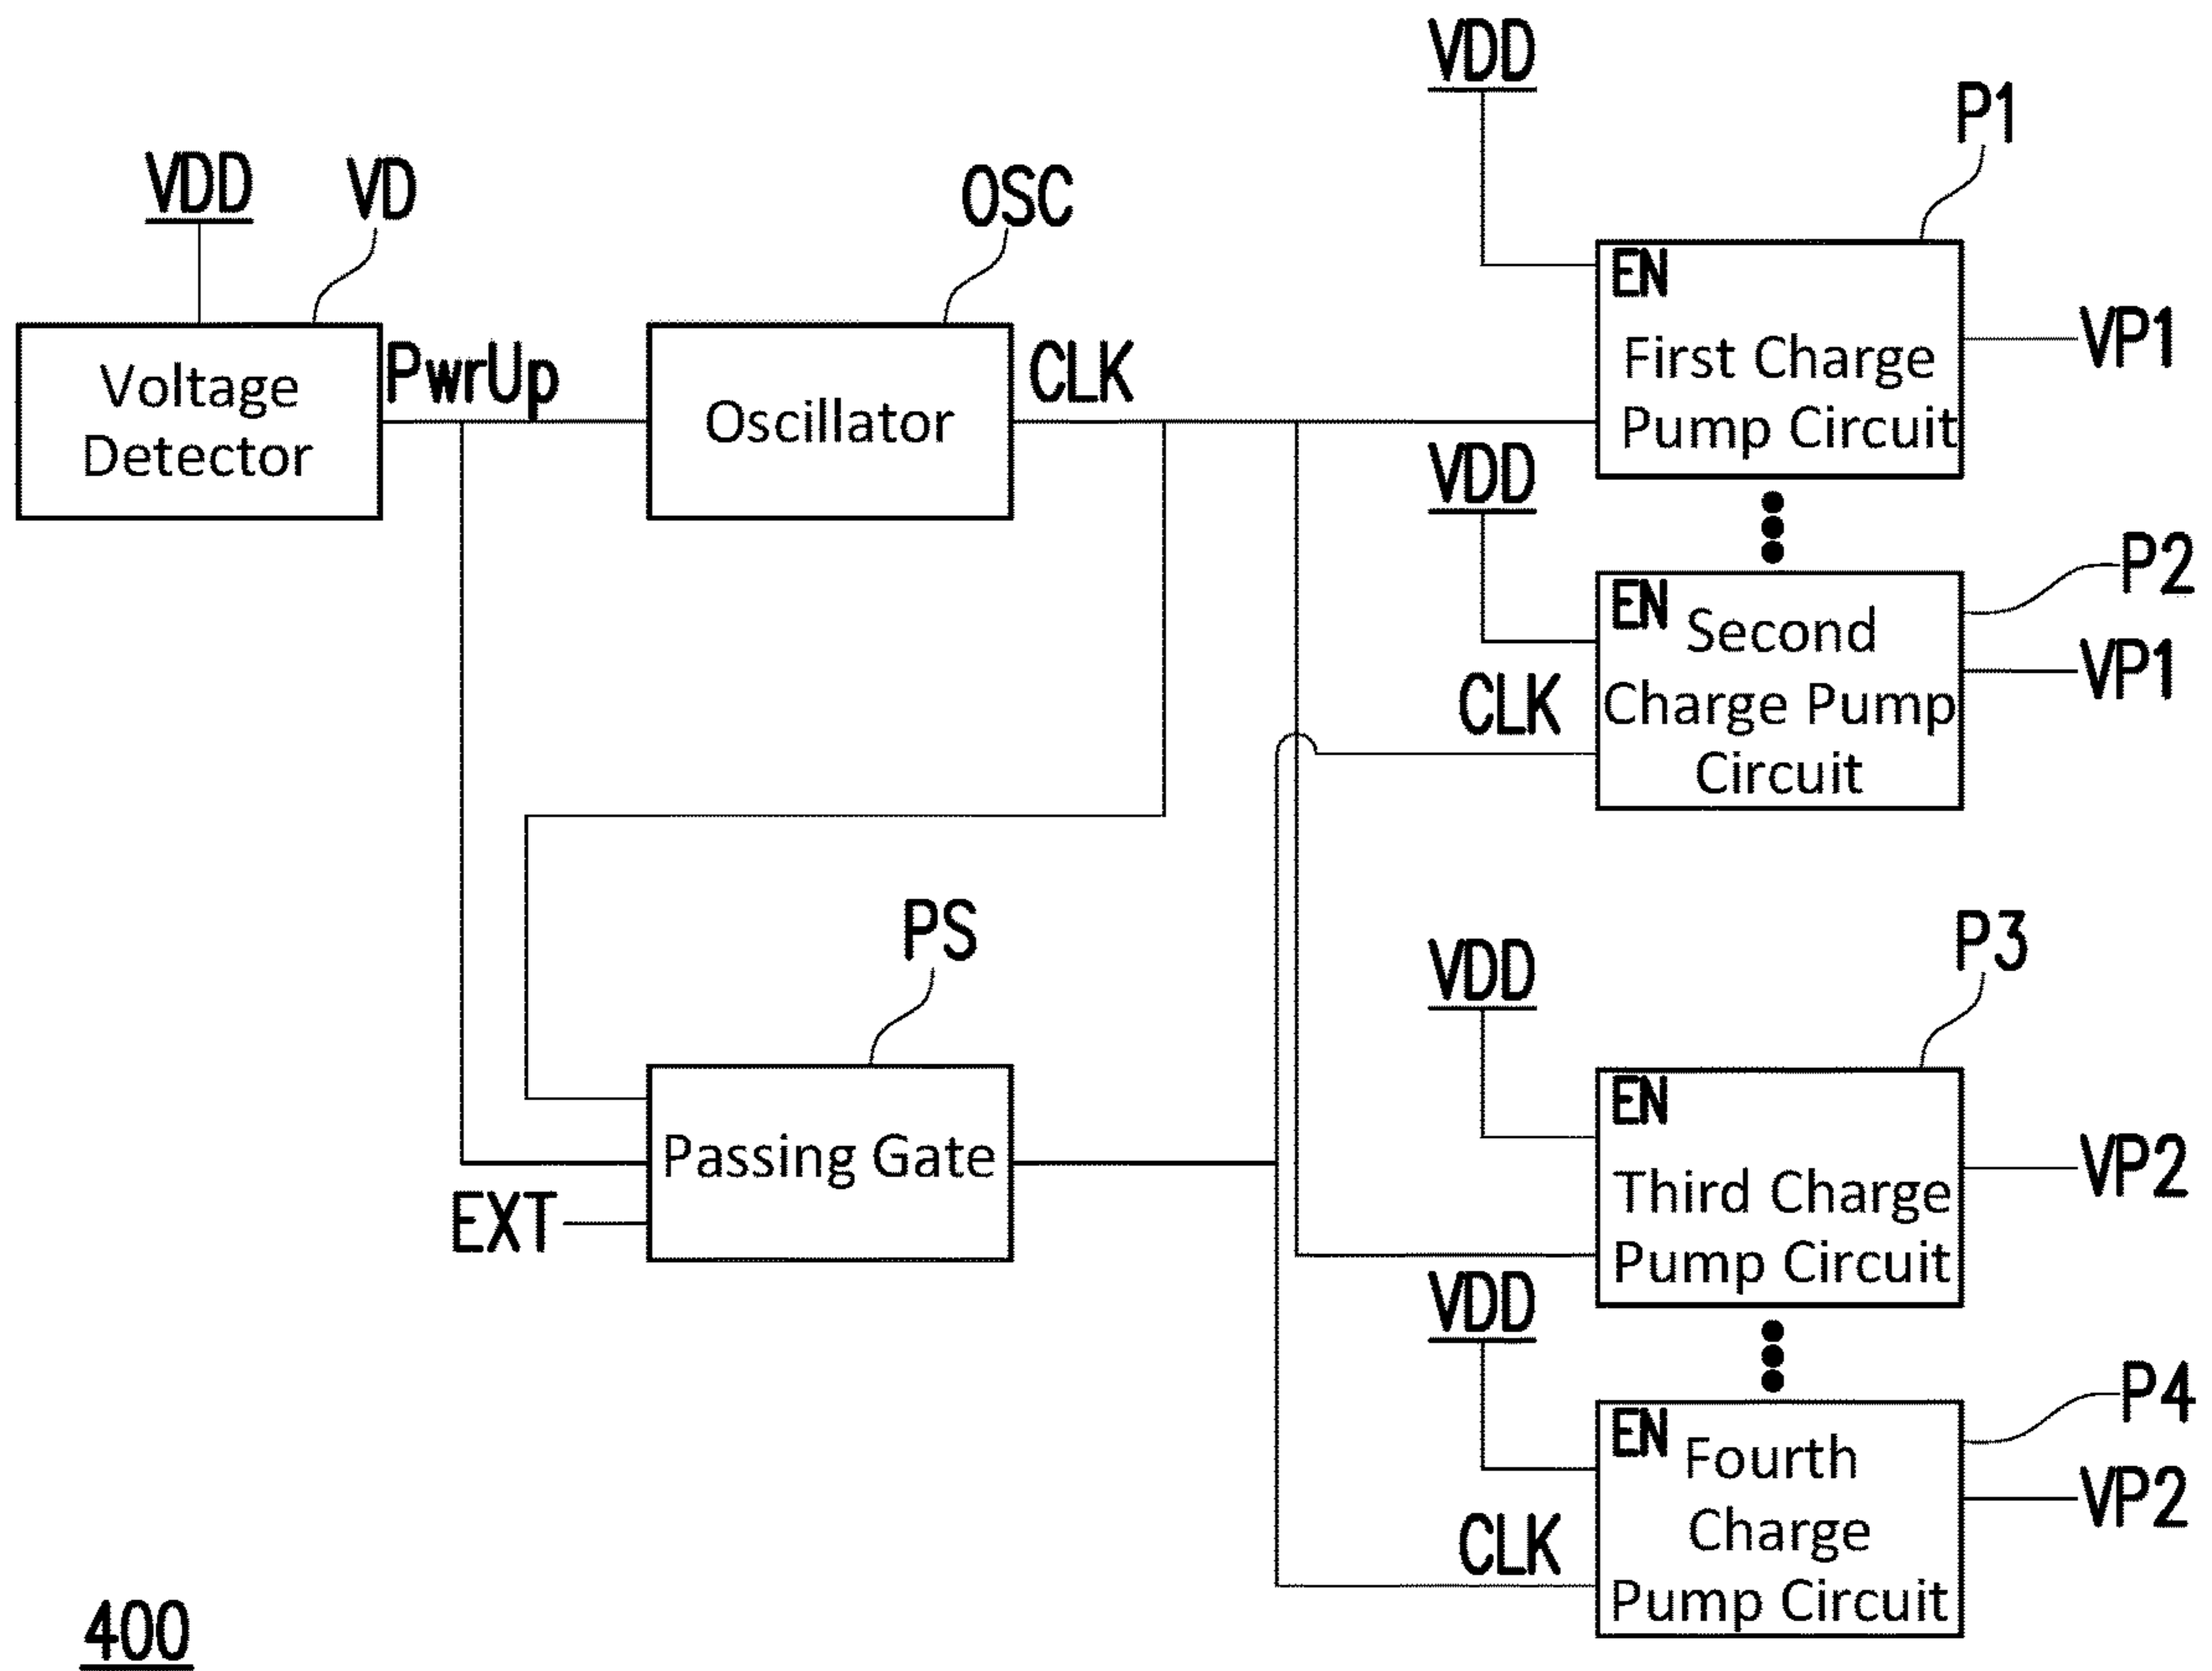 VDD
P1
VDD
VD
OSC
EN
First Charge
Pump Circuit
VP1
Voltage
Detector
PwrUp
Oscillator
CLK
VDD
P2
EN
Second
Charge Pump
Circuit
VP1
CLK
PS
P3
VDD
EN
Third Charge
Pump Circuit
VP2
Passing Gate
EXT
VDD
P4
EN
Fourth
Charge
Pump Circuit
VP2
CLK
400